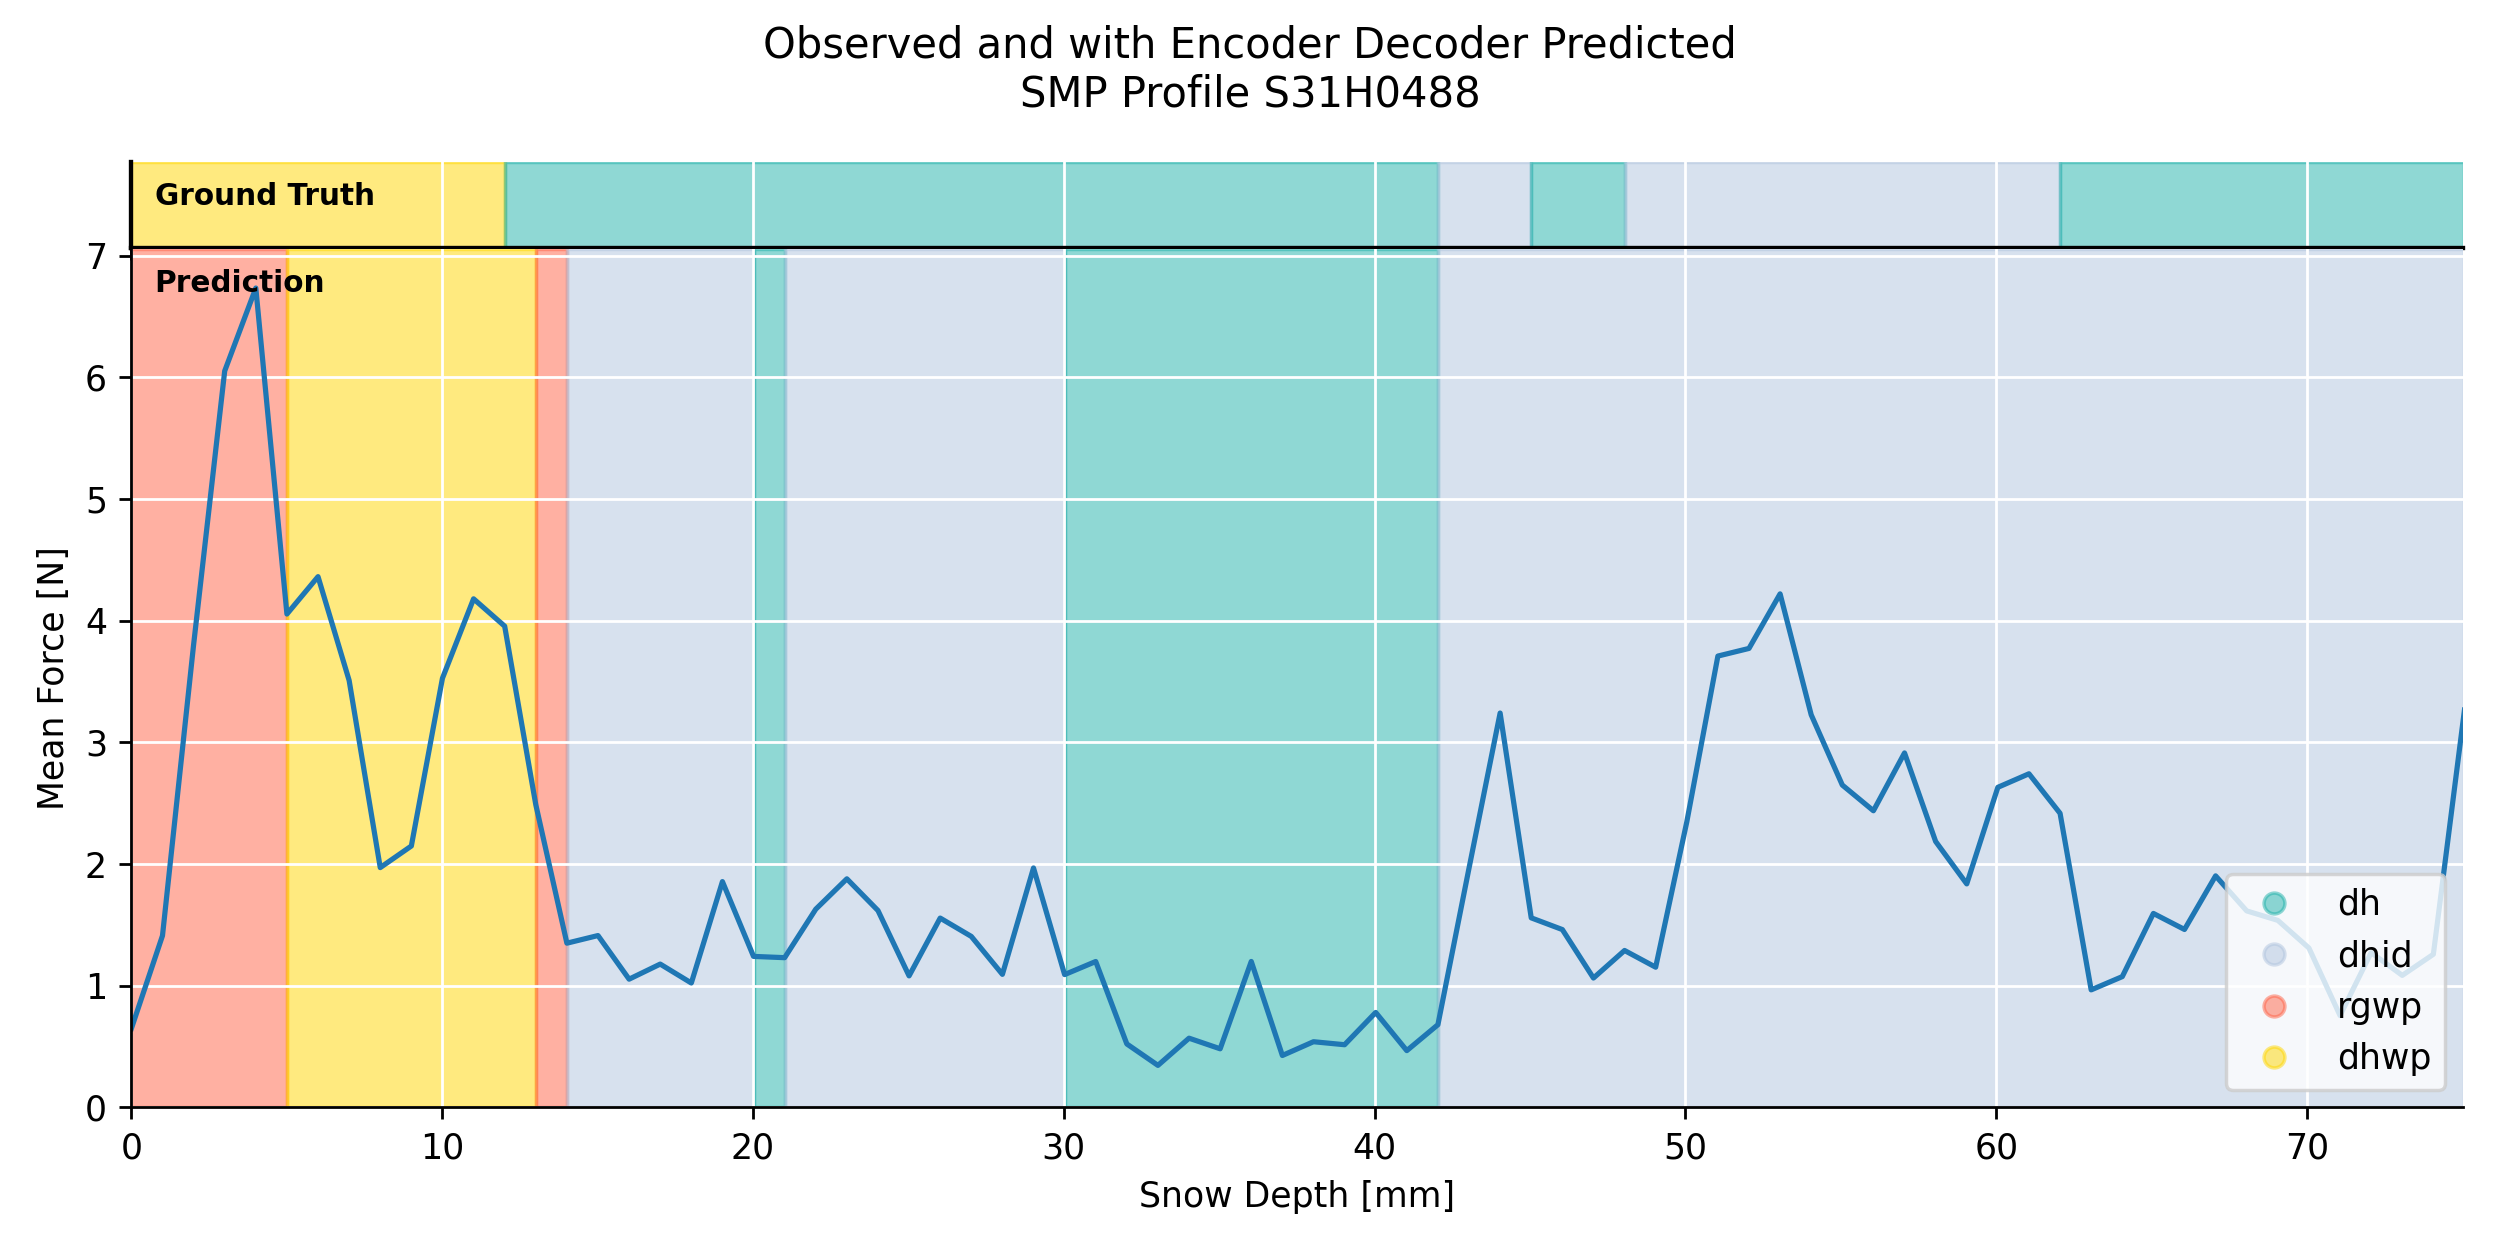 Observed and with Encoder Decoder Predicted
SMP Profile S31H0488
Ground Truth
Prediction
7
6
5
4
3
2
1
0
Mean Force [N]
0 10 20 30 40 50 60 70
Snow Depth [mm]
dh
dhid
rgwp
dhwp